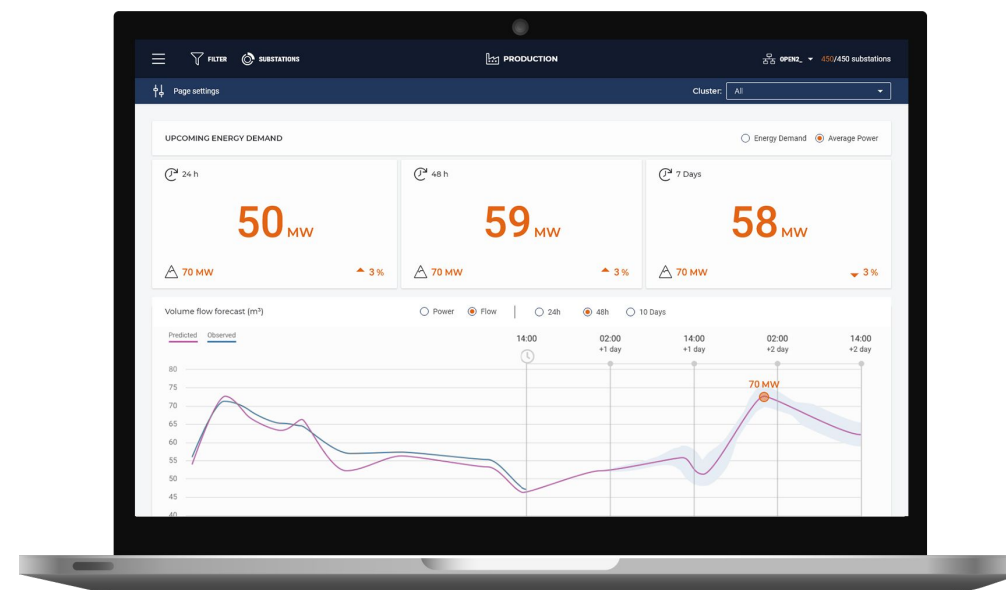 FILTER SUBSTATIONS PRODUCTION OPEN2_ 450/450 substations
Page settings Cluster: All
UPCOMING ENERGY DEMAND Energy Demand Average Power
24 h 48 h 7 Days
50 MW 59 MW 58 MW
70 MW 3% 70 MW 3% 70 MW 3%
Volume flow forecast (m³) Power Flow 24h 48h 10 Days
Predicted Observed
14:00 02:00 14:00 02:00 14:00
+1 day +1 day +2 day +2 day
80
75
70 MW
70
65
60
55
50
45
40